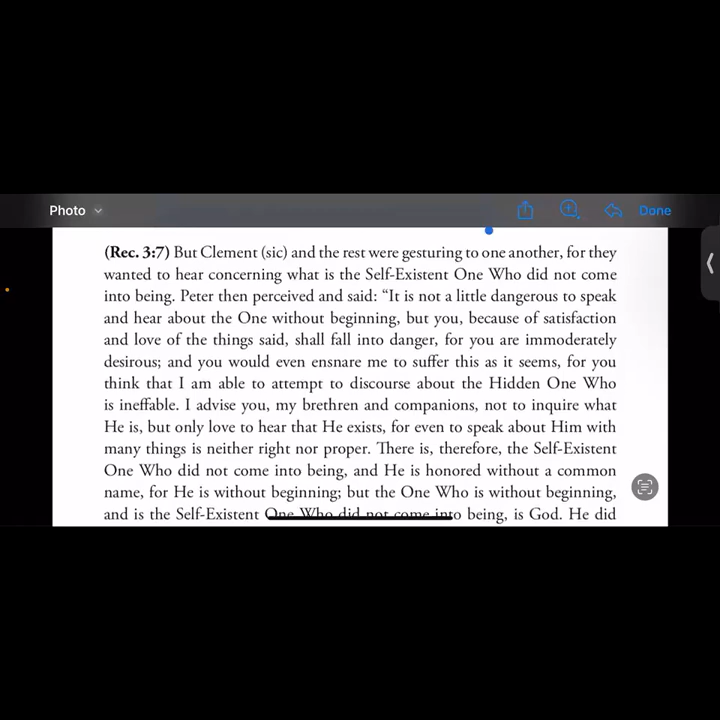 Photo
Done
(Rec. 3:7) But Clement (sic) and the rest were gesturing to one another, for they
wanted to hear concerning what is the Self-Existent One Who did not come
into being. Peter then perceived and said: “It is not a little dangerous to speak
and hear about the One without beginning, but you, because of satisfaction
and love of the things said, shall fall into danger, for you are immoderately
desirous; and you would even ensnare me to suffer this as it seems, for you
think that I am able to attempt to discourse about the Hidden One Who
is ineffable. I advise you, my brethren and companions, not to inquire what
He is, but only love to hear that He exists, for even to speak about Him with
many things is neither right nor proper. There is, therefore, the Self-Existent
One Who did not come into being, and He is honored without a common
name, for He is without beginning; but the One Who is without beginning,
and is the Self-Existent One Who did not come into being, is God. He did